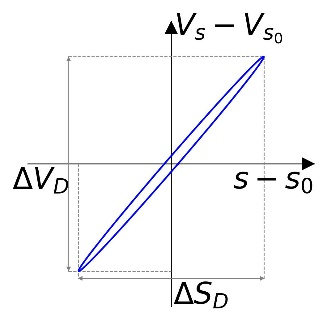 V_s − V_{s_0}
ΔV_D
s − s_0
ΔS_D